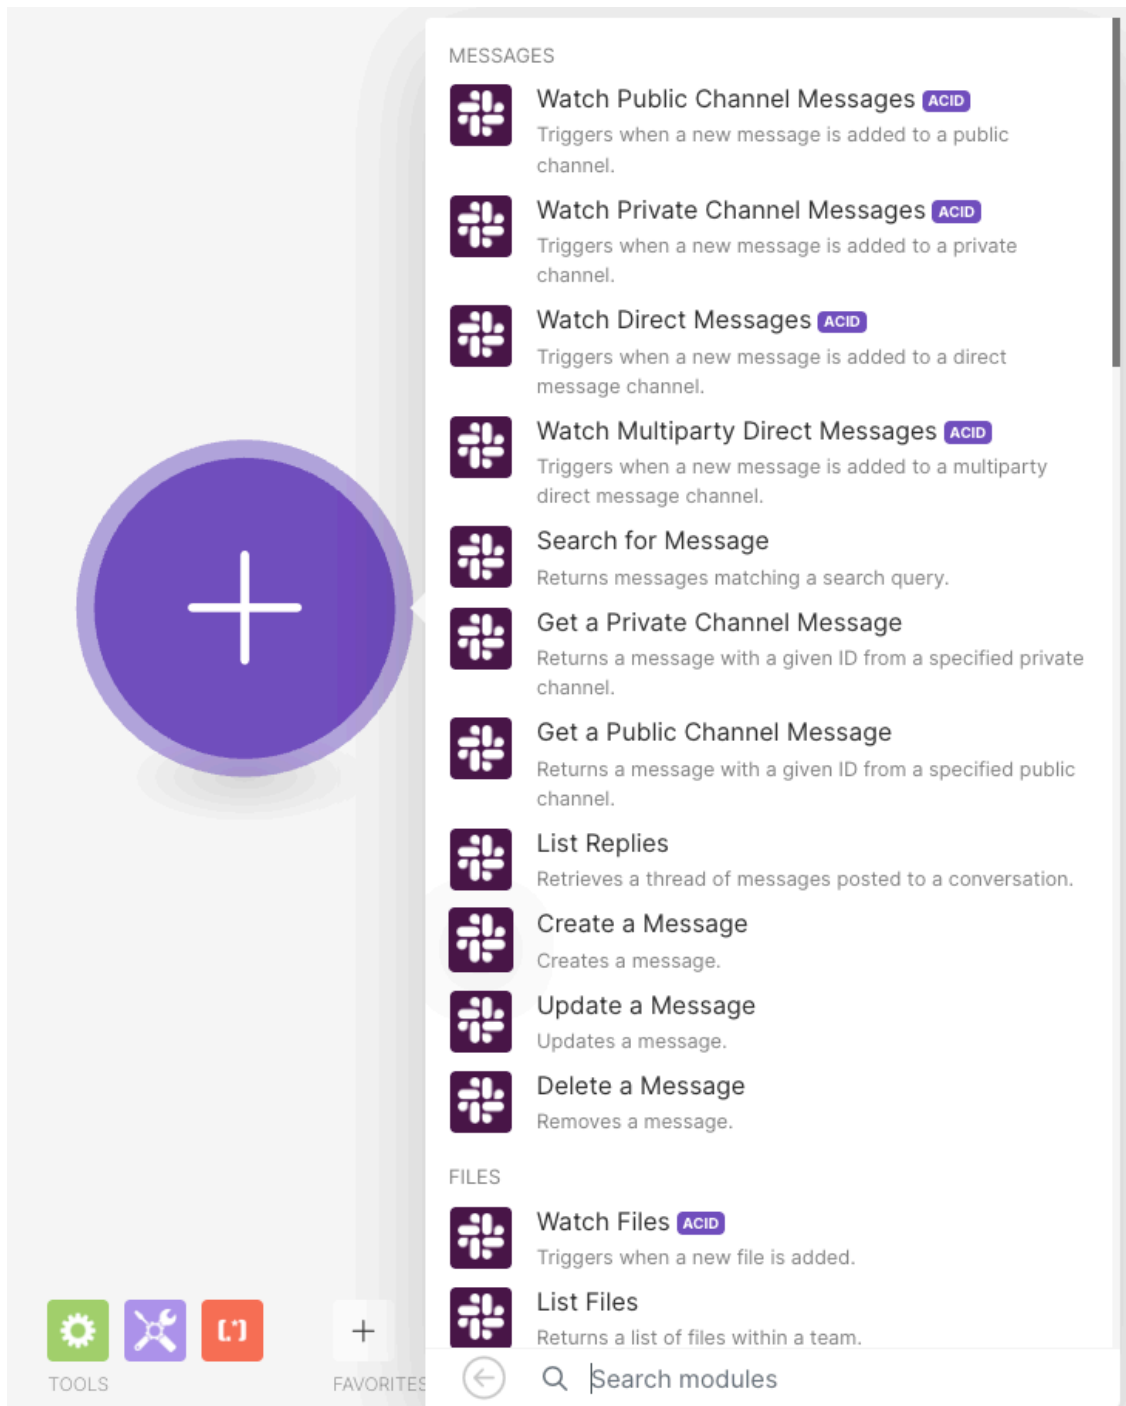 MESSAGES
Watch Public Channel Messages ACID
Triggers when a new message is added to a public
channel.
Watch Private Channel Messages ACID
Triggers when a new message is added to a private
channel.
Watch Direct Messages ACID
Triggers when a new message is added to a direct
message channel.
Watch Multiparty Direct Messages ACID
Triggers when a new message is added to a multiparty
direct message channel.
Search for Message
Returns messages matching a search query.
Get a Private Channel Message
Returns a message with a given ID from a specified private
channel.
Get a Public Channel Message
Returns a message with a given ID from a specified public
channel.
List Replies
Retrieves a thread of messages posted to a conversation.
Create a Message
Creates a message.
Update a Message
Updates a message.
Delete a Message
Removes a message.
FILES
Watch Files ACID
Triggers when a new file is added.
List Files
Returns a list of files within a team.
Search modules
TOOLS
FAVORITES